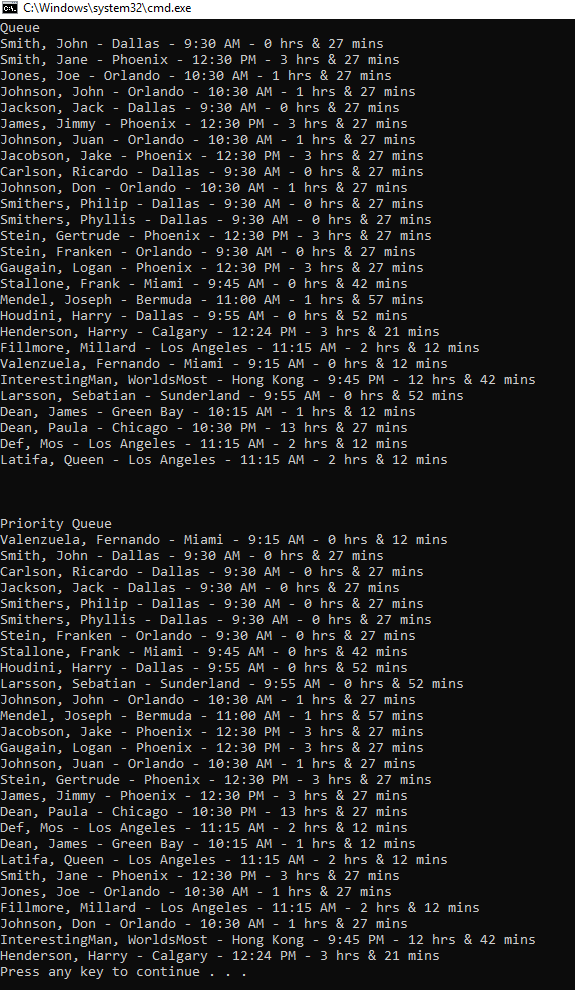 C:\Windows\system32\cmd.exe
Queue
Smith, John - Dallas - 9:30 AM - 0 hrs & 27 mins
Smith, Jane - Phoenix - 12:30 PM - 3 hrs & 27 mins
Jones, Joe - Orlando - 10:30 AM - 1 hrs & 27 mins
Johnson, John - Orlando - 10:30 AM - 1 hrs & 27 mins
Jackson, Jack - Dallas - 9:30 AM - 0 hrs & 27 mins
James, Jimmy - Phoenix - 12:30 PM - 3 hrs & 27 mins
Johnson, Juan - Orlando - 10:30 AM - 1 hrs & 27 mins
Jacobson, Jake - Phoenix - 12:30 PM - 3 hrs & 27 mins
Carlson, Ricardo - Dallas - 9:30 AM - 0 hrs & 27 mins
Johnson, Don - Orlando - 10:30 AM - 1 hrs & 27 mins
Smithers, Philip - Dallas - 9:30 AM - 0 hrs & 27 mins
Smithers, Phyllis - Dallas - 9:30 AM - 0 hrs & 27 mins
Stein, Gertrude - Phoenix - 12:30 PM - 3 hrs & 27 mins
Stein, Franken - Orlando - 9:30 AM - 0 hrs & 27 mins
Gaugain, Logan - Phoenix - 12:30 PM - 3 hrs & 27 mins
Stallone, Frank - Miami - 9:45 AM - 0 hrs & 42 mins
Mendel, Joseph - Bermuda - 11:00 AM - 1 hrs & 57 mins
Houdini, Harry - Dallas - 9:55 AM - 0 hrs & 52 mins
Henderson, Harry - Calgary - 12:24 PM - 3 hrs & 21 mins
Fillmore, Millard - Los Angeles - 11:15 AM - 2 hrs & 12 mins
Valenzuela, Fernando - Miami - 9:15 AM - 0 hrs & 12 mins
InterestingMan, WorldsMost - Hong Kong - 9:45 PM - 12 hrs & 42 mins
Larsson, Sebatian - Sunderland - 9:55 AM - 0 hrs & 52 mins
Dean, James - Green Bay - 10:15 AM - 1 hrs & 12 mins
Dean, Paula - Chicago - 10:30 PM - 13 hrs & 27 mins
Def, Mos - Los Angeles - 11:15 AM - 2 hrs & 12 mins
Latifa, Queen - Los Angeles - 11:15 AM - 2 hrs & 12 mins
Priority Queue
Valenzuela, Fernando - Miami - 9:15 AM - 0 hrs & 12 mins
Smith, John - Dallas - 9:30 AM - 0 hrs & 27 mins
Carlson, Ricardo - Dallas - 9:30 AM - 0 hrs & 27 mins
Jackson, Jack - Dallas - 9:30 AM - 0 hrs & 27 mins
Smithers, Philip - Dallas - 9:30 AM - 0 hrs & 27 mins
Smithers, Phyllis - Dallas - 9:30 AM - 0 hrs & 27 mins
Stein, Franken - Orlando - 9:30 AM - 0 hrs & 27 mins
Stallone, Frank - Miami - 9:45 AM - 0 hrs & 42 mins
Houdini, Harry - Dallas - 9:55 AM - 0 hrs & 52 mins
Larsson, Sebatian - Sunderland - 9:55 AM - 0 hrs & 52 mins
Johnson, John - Orlando - 10:30 AM - 1 hrs & 27 mins
Mendel, Joseph - Bermuda - 11:00 AM - 1 hrs & 57 mins
Jacobson, Jake - Phoenix - 12:30 PM - 3 hrs & 27 mins
Gaugain, Logan - Phoenix - 12:30 PM - 3 hrs & 27 mins
Johnson, Juan - Orlando - 10:30 AM - 1 hrs & 27 mins
Stein, Gertrude - Phoenix - 12:30 PM - 3 hrs & 27 mins
James, Jimmy - Phoenix - 12:30 PM - 3 hrs & 27 mins
Dean, Paula - Chicago - 10:30 PM - 13 hrs & 27 mins
Def, Mos - Los Angeles - 11:15 AM - 2 hrs & 12 mins
Dean, James - Green Bay - 10:15 AM - 1 hrs & 12 mins
Latifa, Queen - Los Angeles - 11:15 AM - 2 hrs & 12 mins
Smith, Jane - Phoenix - 12:30 PM - 3 hrs & 27 mins
Jones, Joe - Orlando - 10:30 AM - 1 hrs & 27 mins
Fillmore, Millard - Los Angeles - 11:15 AM - 2 hrs & 12 mins
Johnson, Don - Orlando - 10:30 AM - 1 hrs & 27 mins
InterestingMan, WorldsMost - Hong Kong - 9:45 PM - 12 hrs & 42 mins
Henderson, Harry - Calgary - 12:24 PM - 3 hrs & 21 mins
Press any key to continue . . .